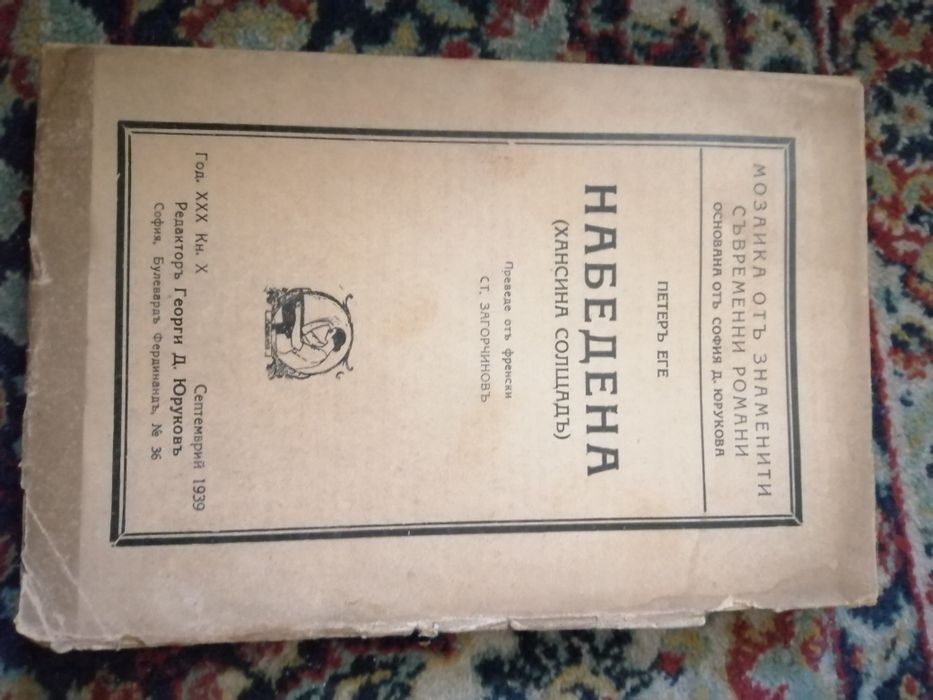 МОЗАИКА ОТЪ ЗНАМЕНИТИ
СЪВРЕМЕННИ РОМАНИ
ОСНОВАНА ОТЪ СОФИЯ Д. ЮРУКОВА
ПЕТЕРЪ ЕГЕ
НАБЕДЕНА
(ХАНСИНА СОЛЩАДЪ)
Преведе отъ френски
СТ. ЗАГОРЧИНОВЪ
Год. XXX Кн. X Септемврий 1939
Редакторъ Георги Д. Юруковъ
София, Булевардъ Фердинандъ, № 36